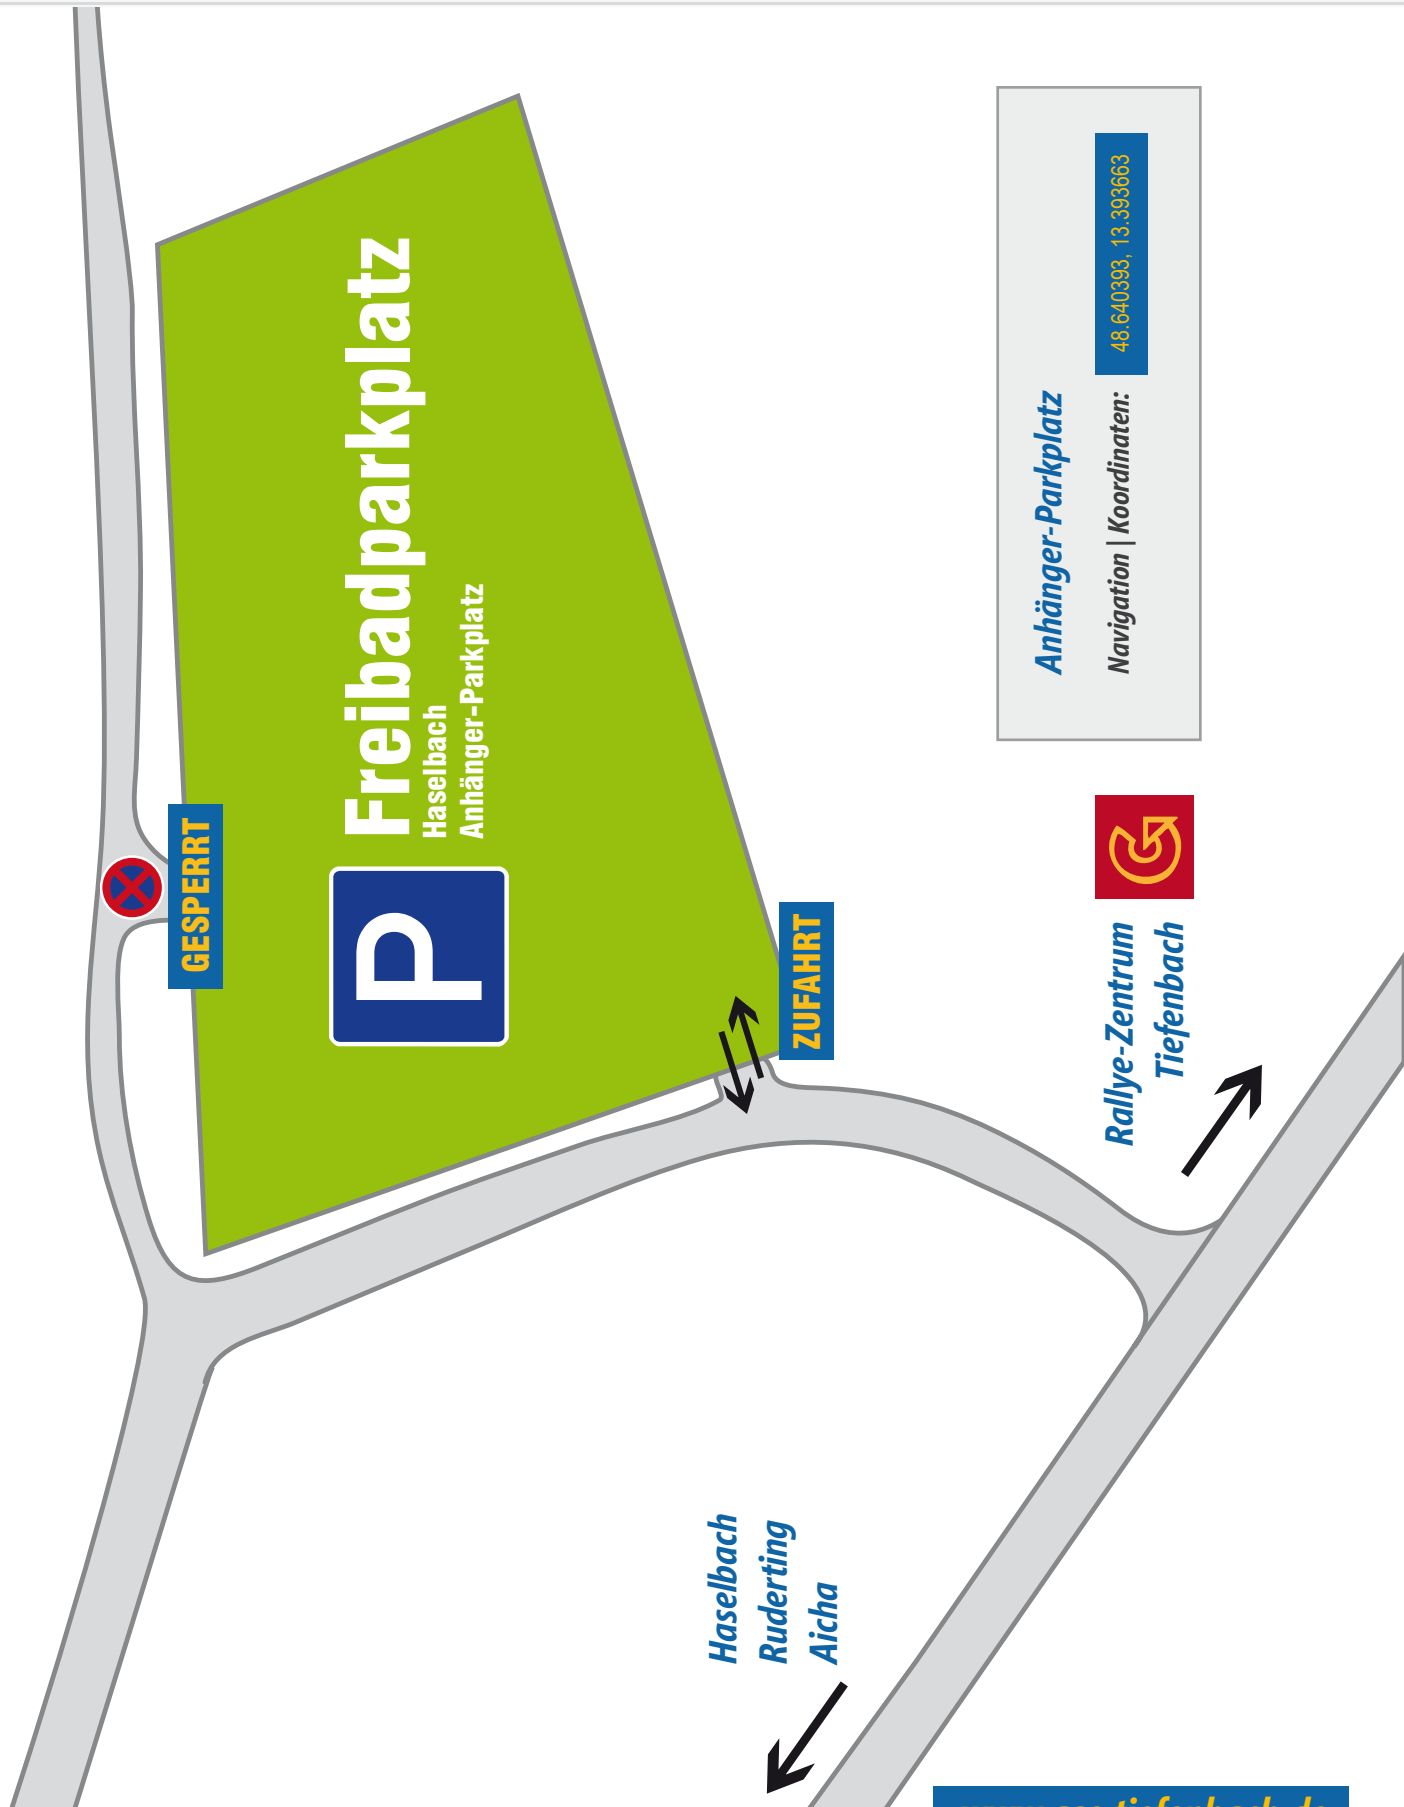 GESPERRT
Freibadparkplatz
Haselbach
Anhänger-Parkplatz
P
ZUFAHRT
Anhänger-Parkplatz
Navigation | Koordinaten: 48.640393, 13.393663
Rallye-Zentrum
Tiefenbach
Haselbach
Ruderting
Aicha